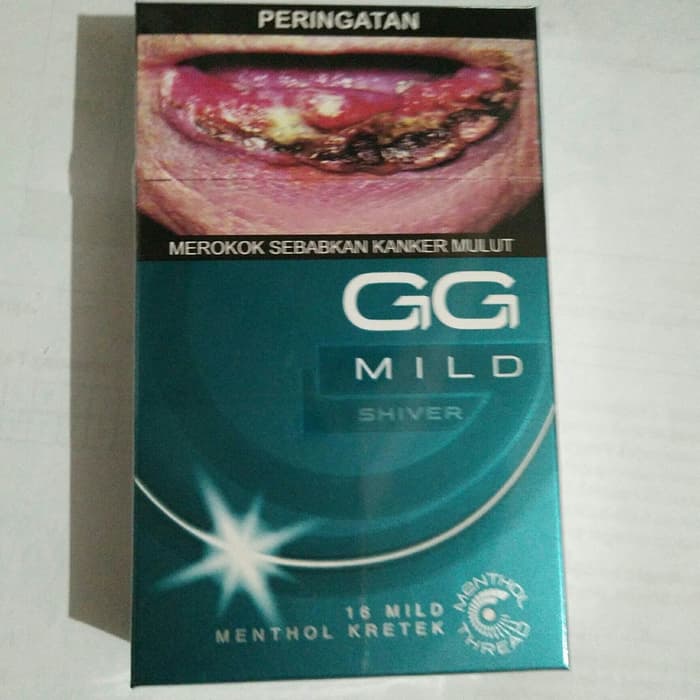 PERINGATAN
MEROKOK SEBABKAN KANKER MULUT
GG
MILD
SHIVER
16 MILD
MENTHOL KRETEK
MENTHOL
THREAD